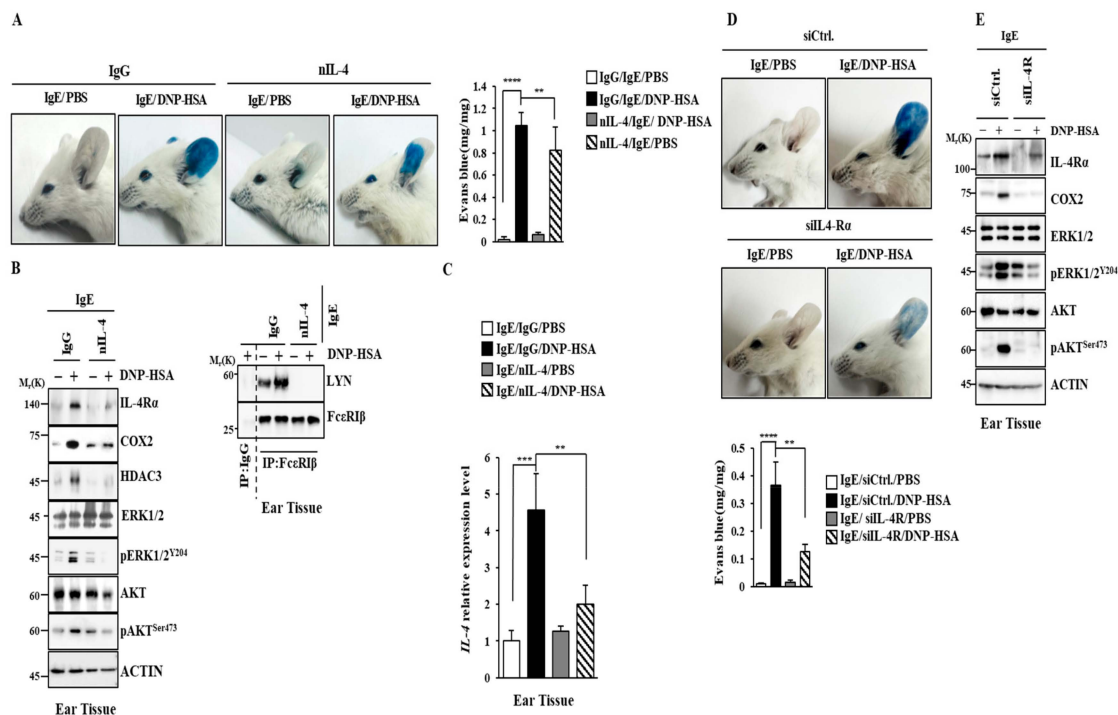 A
IgG
nIL-4
IgE/PBS
IgE/DNP-HSA
IgE/PBS
IgE/DNP-HSA
Evans blue(mg/mg)
1.4
1.2
1
0.8
0.6
0.4
0.2
0
****
**
IgG/IgE/PBS
IgG/IgE/DNP-HSA
nIL-4/IgE/ DNP-HSA
nIL-4/IgE/PBS
B
IgE
IgG
nIL-4
− + − + DNP-HSA
Mr(K)
140
IL-4Rα
75
COX2
45
HDAC3
45
ERK1/2
45
pERK1/2Y204
60
AKT
60
pAKTSer473
45
ACTIN
Ear Tissue
IgG
nIL-4
IgE
+ − + − + DNP-HSA
Mr(K)
60
LYN
25
FcεRIβ
IP:IgG
IP:FcεRIβ
Ear Tissue
C
IgE/IgG/PBS
IgE/IgG/DNP-HSA
IgE/nIL-4/PBS
IgE/nIL-4/DNP-HSA
IL-4 relative expression level
6
5
4
3
2
1
0
***
**
Ear Tissue
D
siCtrl.
IgE/PBS
IgE/DNP-HSA
siIL4-Rα
IgE/PBS
IgE/DNP-HSA
Evans blue(mg/mg)
0.5
0.4
0.3
0.2
0.1
0
****
**
IgE/siCtrl./PBS
IgE/siCtrl./DNP-HSA
IgE/ siIL-4R/PBS
IgE/siIL-4R/DNP-HSA
E
IgE
siCtrl.
siIL-4R
− + − + DNP-HSA
Mr(K)
100
IL-4Rα
75
COX2
45
ERK1/2
45
pERK1/2Y204
60
AKT
60
pAKTSer473
45
ACTIN
Ear Tissue